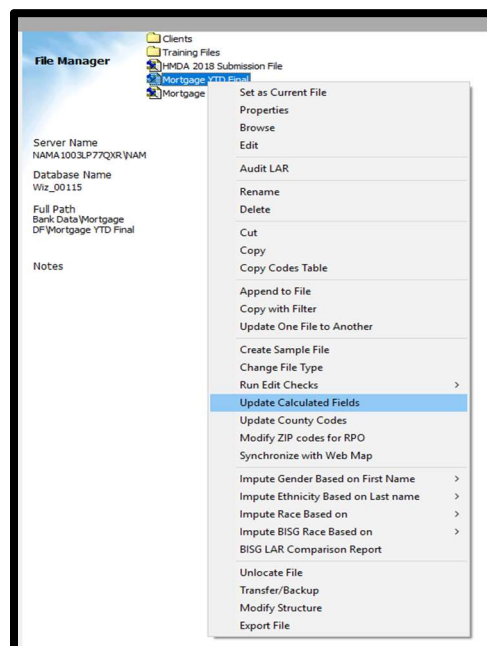 Clients
Training Files
File Manager
HMDA 2018 Submission File
Mortgage YTD Final
Mortgage
Server Name
NAMA1003LP77QXR\NAM
Database Name
Wiz_00115
Full Path
Bank Data\Mortgage
DF\Mortgage YTD Final
Notes
Set as Current File
Properties
Browse
Edit
Audit LAR
Rename
Delete
Cut
Copy
Copy Codes Table
Append to File
Copy with Filter
Update One File to Another
Create Sample File
Change File Type
Run Edit Checks >
Update Calculated Fields
Update County Codes
Modify ZIP codes for RPO
Synchronize with Web Map
Impute Gender Based on First Name >
Impute Ethnicity Based on Last name >
Impute Race Based on >
Impute BISG Race Based on >
BISG LAR Comparison Report
Unlocate File
Transfer/Backup
Modify Structure
Export File